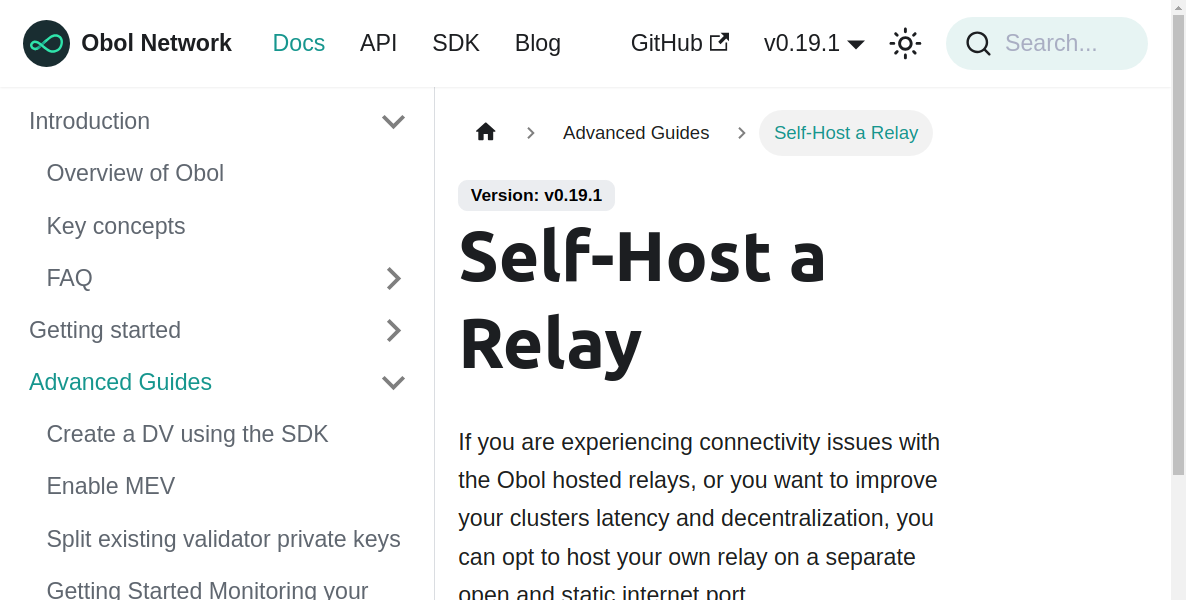 Obol Network
Docs
API
SDK
Blog
GitHub
v0.19.1
Search...
Introduction
Overview of Obol
Key concepts
FAQ
Getting started
Advanced Guides
Create a DV using the SDK
Enable MEV
Split existing validator private keys
Getting Started Monitoring your
Advanced Guides
Self-Host a Relay
Version: v0.19.1
Self-Host a
Relay
If you are experiencing connectivity issues with
the Obol hosted relays, or you want to improve
your clusters latency and decentralization, you
can opt to host your own relay on a separate
open and static internet port.